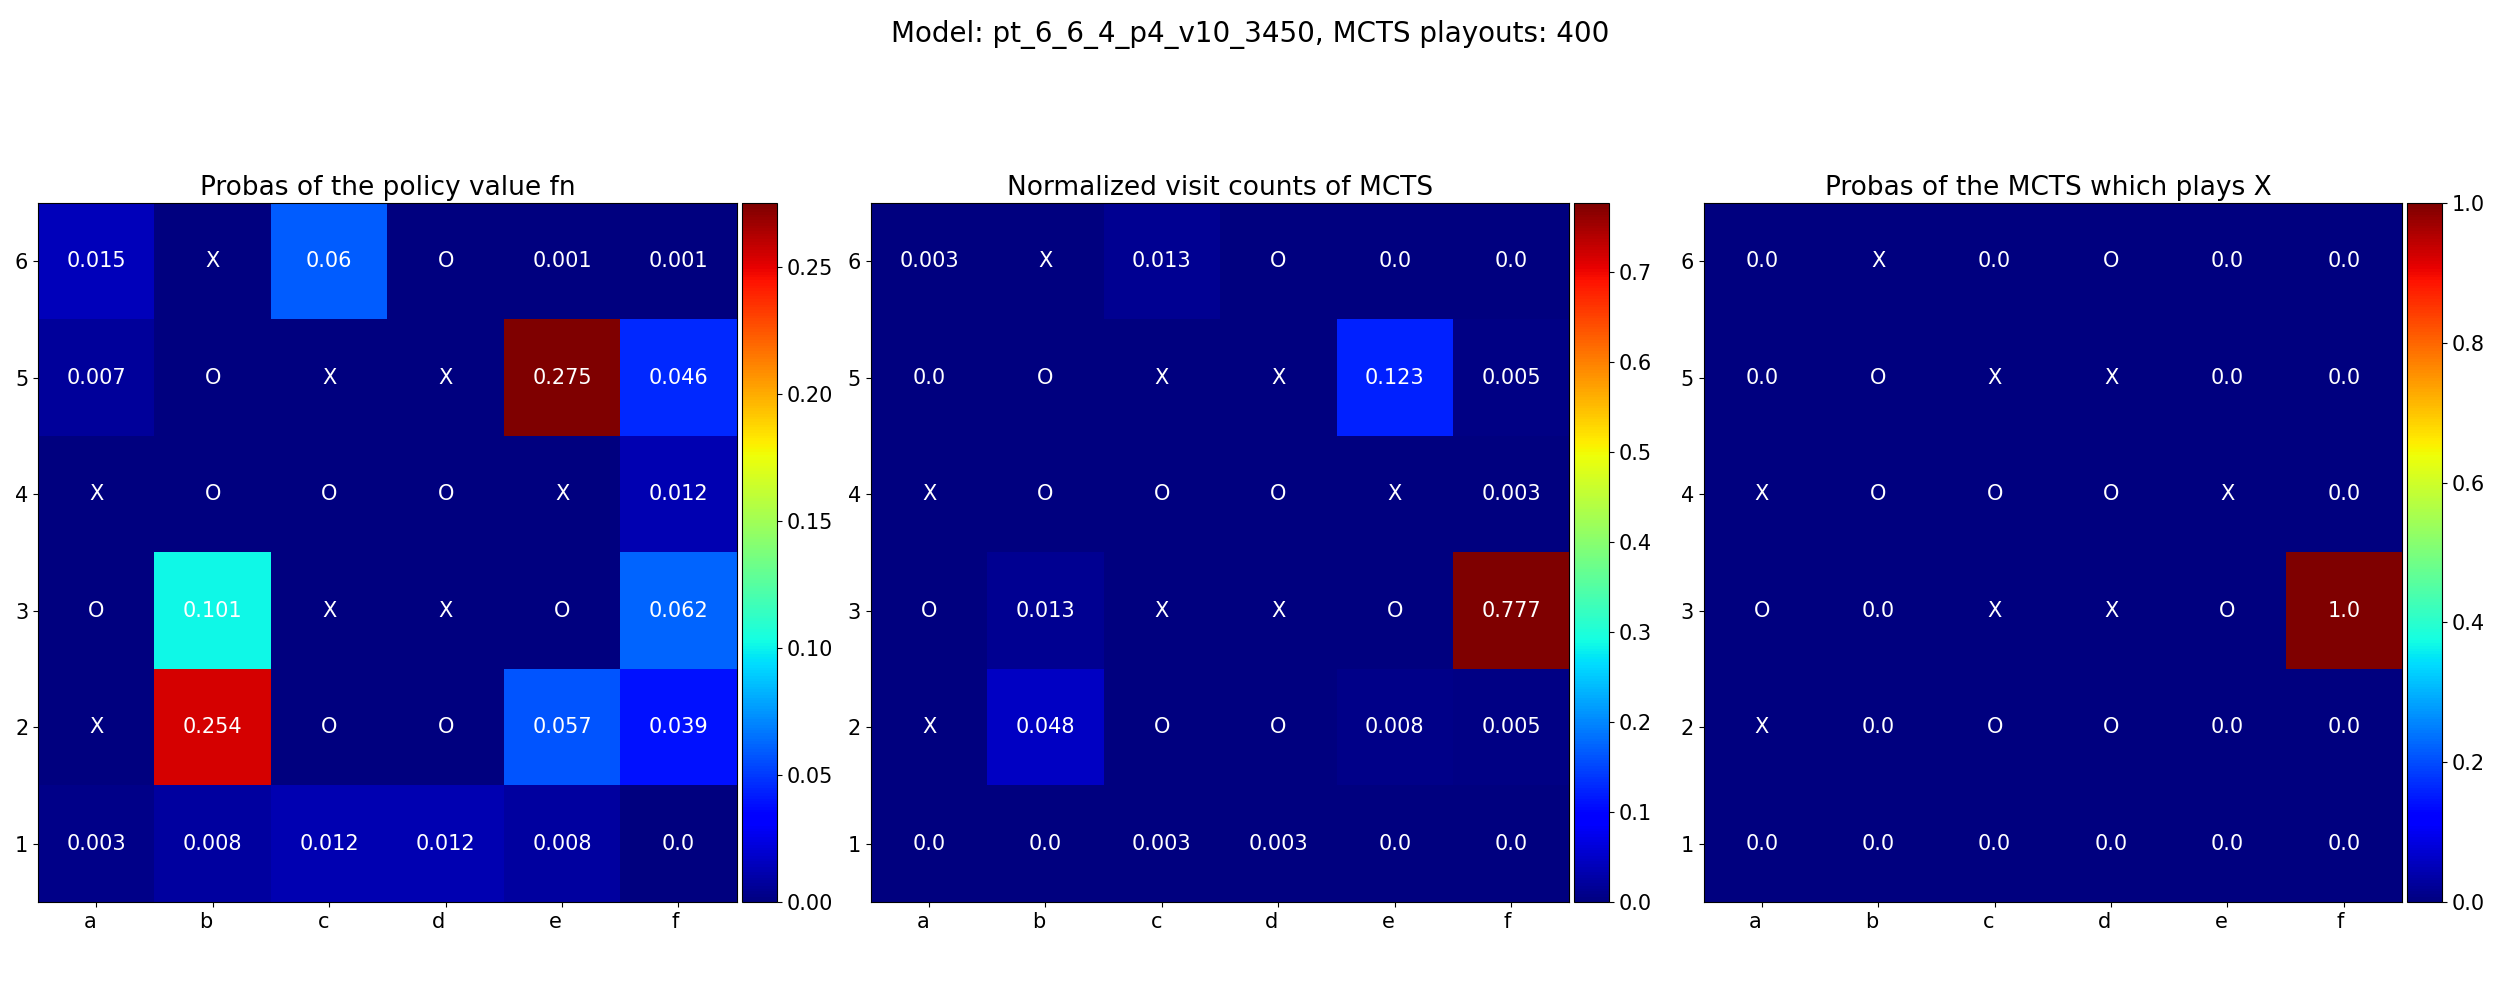 Model: pt_6_6_4_p4_v10_3450, MCTS playouts: 400
Probas of the policy value fn
6 0.015 X 0.06 O 0.001 0.001
5 0.007 O X X 0.275 0.046
4 X O O O X 0.012
3 O 0.101 X X O 0.062
2 X 0.254 O O 0.057 0.039
1 0.003 0.008 0.012 0.012 0.008 0.0
a b c d e f
0.25
0.20
0.15
0.10
0.05
0.00
Normalized visit counts of MCTS
6 0.003 X 0.013 O 0.0 0.0
5 0.0 O X X 0.123 0.005
4 X O O O X 0.003
3 O 0.013 X X O 0.777
2 X 0.048 O O 0.008 0.005
1 0.0 0.0 0.003 0.003 0.0 0.0
a b c d e f
0.7
0.6
0.5
0.4
0.3
0.2
0.1
0.0
Probas of the MCTS which plays X
6 0.0 X 0.0 O 0.0 0.0
5 0.0 O X X 0.0 0.0
4 X O O O X 0.0
3 O 0.0 X X O 1.0
2 X 0.0 O O 0.0 0.0
1 0.0 0.0 0.0 0.0 0.0 0.0
a b c d e f
1.0
0.8
0.6
0.4
0.2
0.0